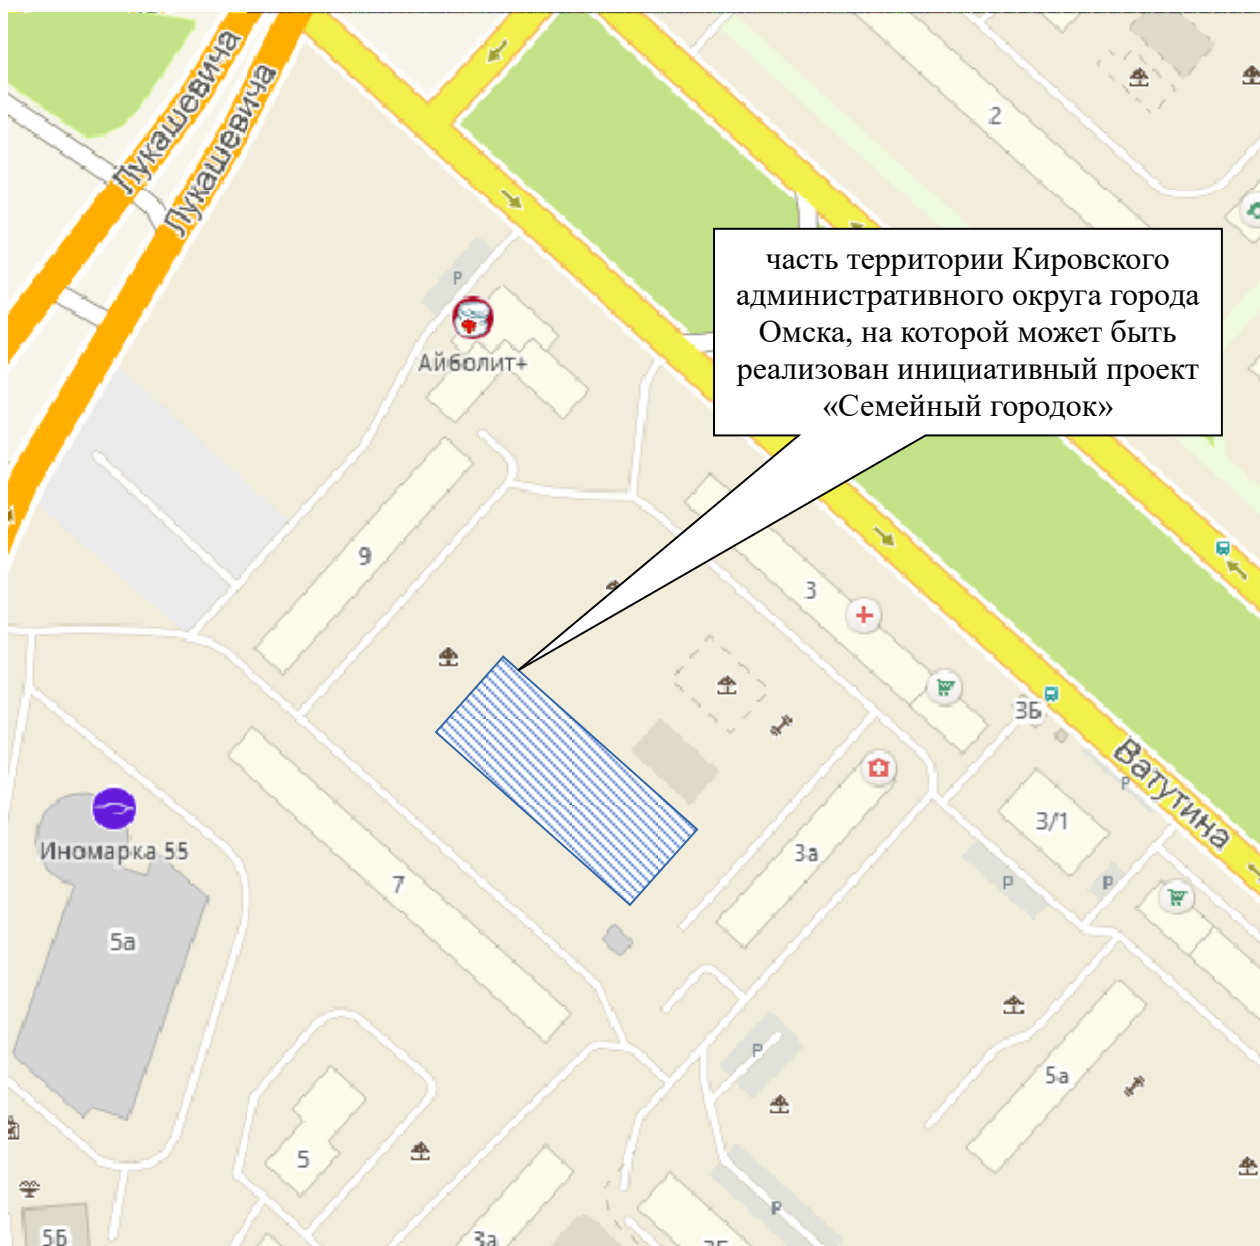 Лукашевича
Лукашевича
2
P
часть территории Кировского
административного округа города
Омска, на которой может быть
реализован инициативный проект
«Семейный городок»
Айболит+
9
3
3Б
Ватутина
P
3/1
Иномарка 55
7
3а
P
P
5а
P
5а
5
P
5Б
3а